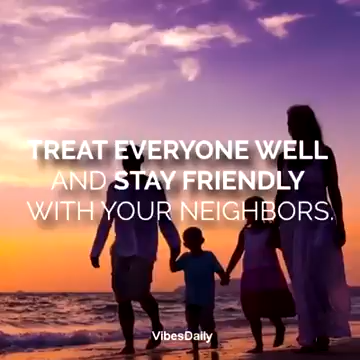 TREAT EVERYONE WELL
AND STAY FRIENDLY
WITH YOUR NEIGHBORS.
VibesDaily